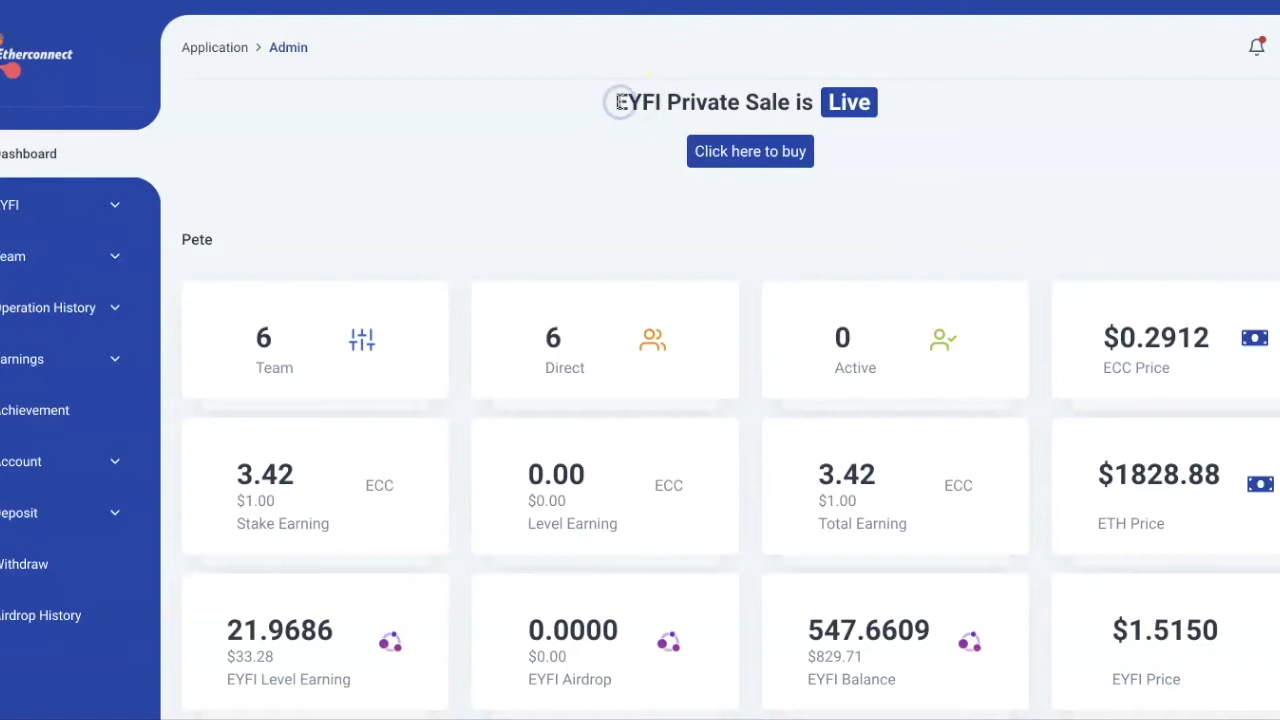 Etherconnect
Application > Admin
EYFI Private Sale is Live
Click here to buy
ashboard
YFI
eam
peration History
arnings
chievement
ccount
eposit
ithdraw
irdrop History
Pete
6
Team
6
Direct
0
Active
$0.2912
ECC Price
3.42
$1.00
Stake Earning
ECC
0.00
$0.00
Level Earning
ECC
3.42
$1.00
Total Earning
ECC
$1828.88
ETH Price
21.9686
$33.28
EYFI Level Earning
0.0000
$0.00
EYFI Airdrop
547.6609
$829.71
EYFI Balance
$1.5150
EYFI Price